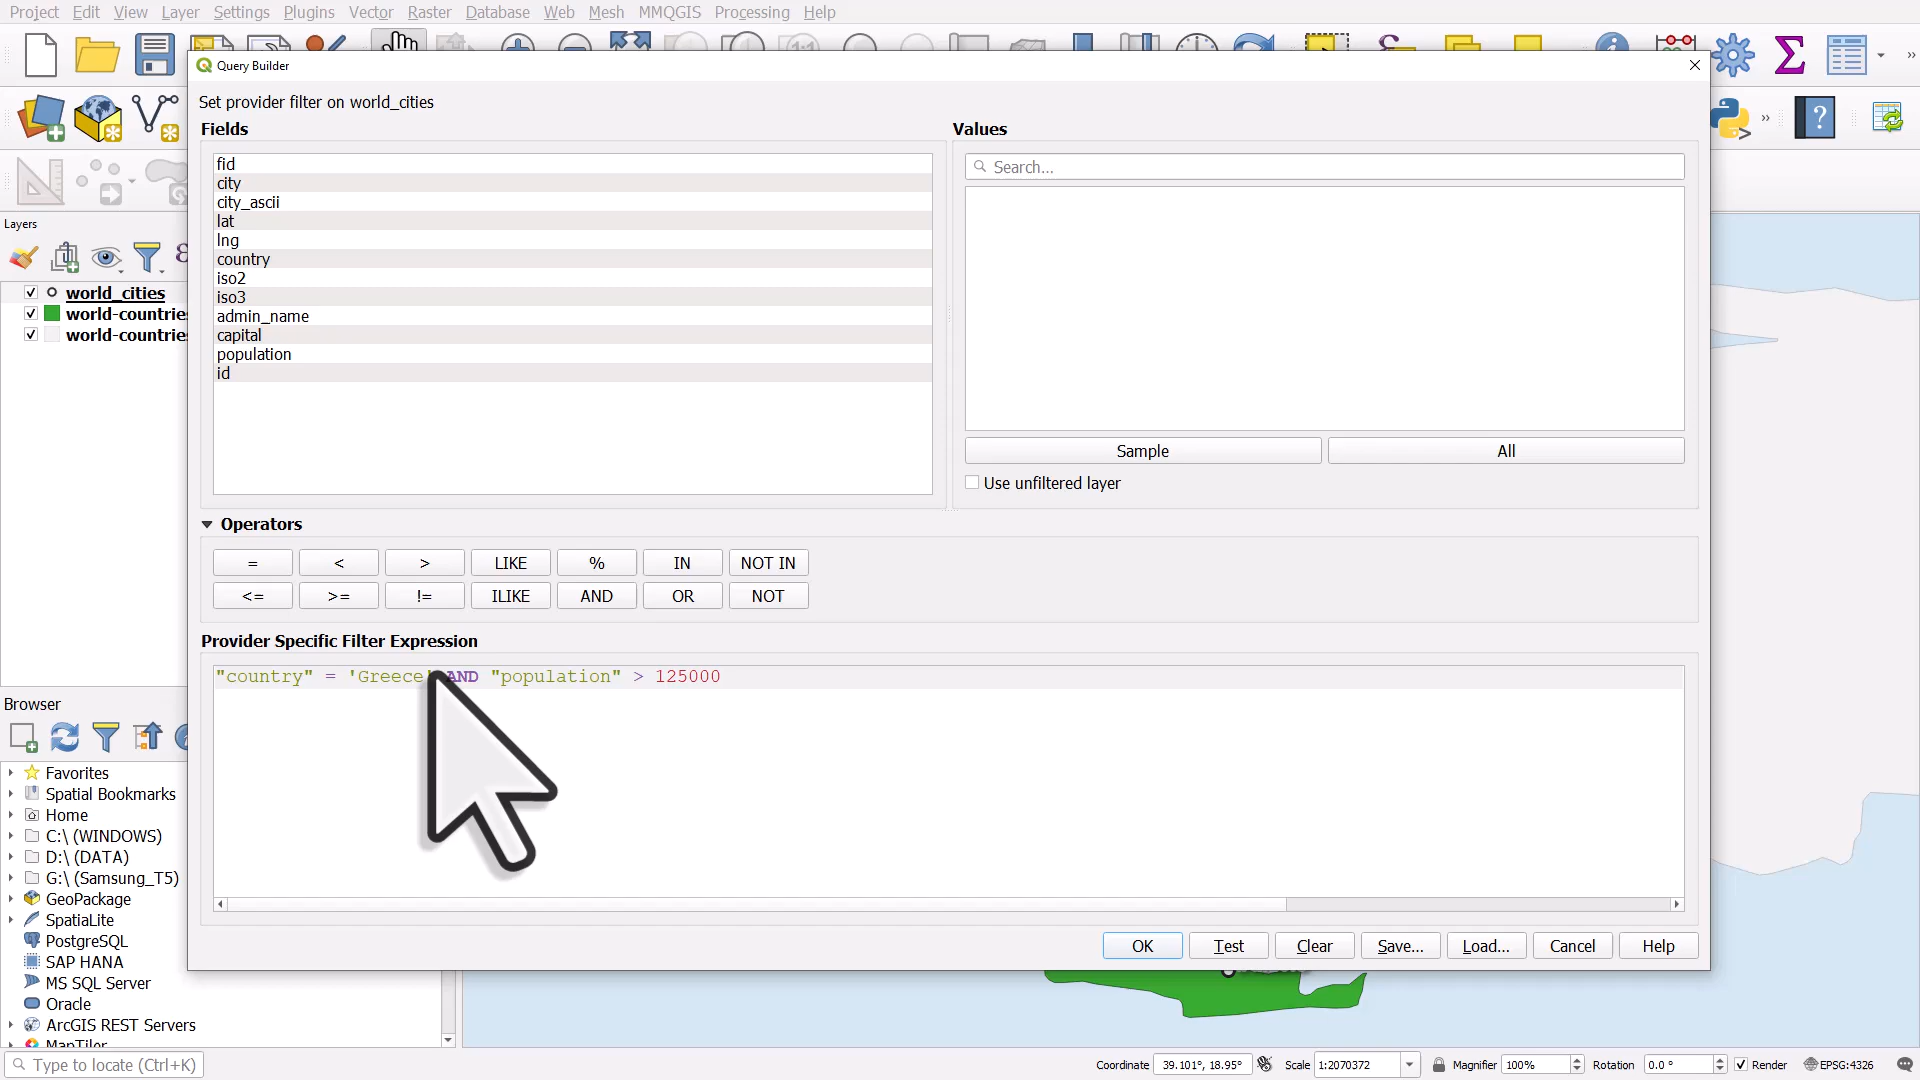 Project Edit View Layer Settings Plugins Vector Raster Database Web Mesh MMQGIS Processing Help
Query Builder
Set provider filter on world_cities
Fields
Values
fid
city
city_ascii
lat
lng
country
iso2
iso3
admin_name
capital
population
id
Search...
Sample
All
Use unfiltered layer
Operators
= < > LIKE % IN NOT IN
<= >= != ILIKE AND OR NOT
Provider Specific Filter Expression
"country" = 'Greece' AND "population" > 125000
OK Test Clear Save... Load... Cancel Help
Layers
world_cities
world-countries
world-countries
Browser
Favorites
Spatial Bookmarks
Home
C:\ (WINDOWS)
D:\ (DATA)
G:\ (Samsung_T5)
GeoPackage
SpatiaLite
PostgreSQL
SAP HANA
MS SQL Server
Oracle
ArcGIS REST Servers
MapTiler
Type to locate (Ctrl+K)
Coordinate 39.101°, 18.95° Scale 1:2070372 Magnifier 100% Rotation 0.0 ° Render EPSG:4326